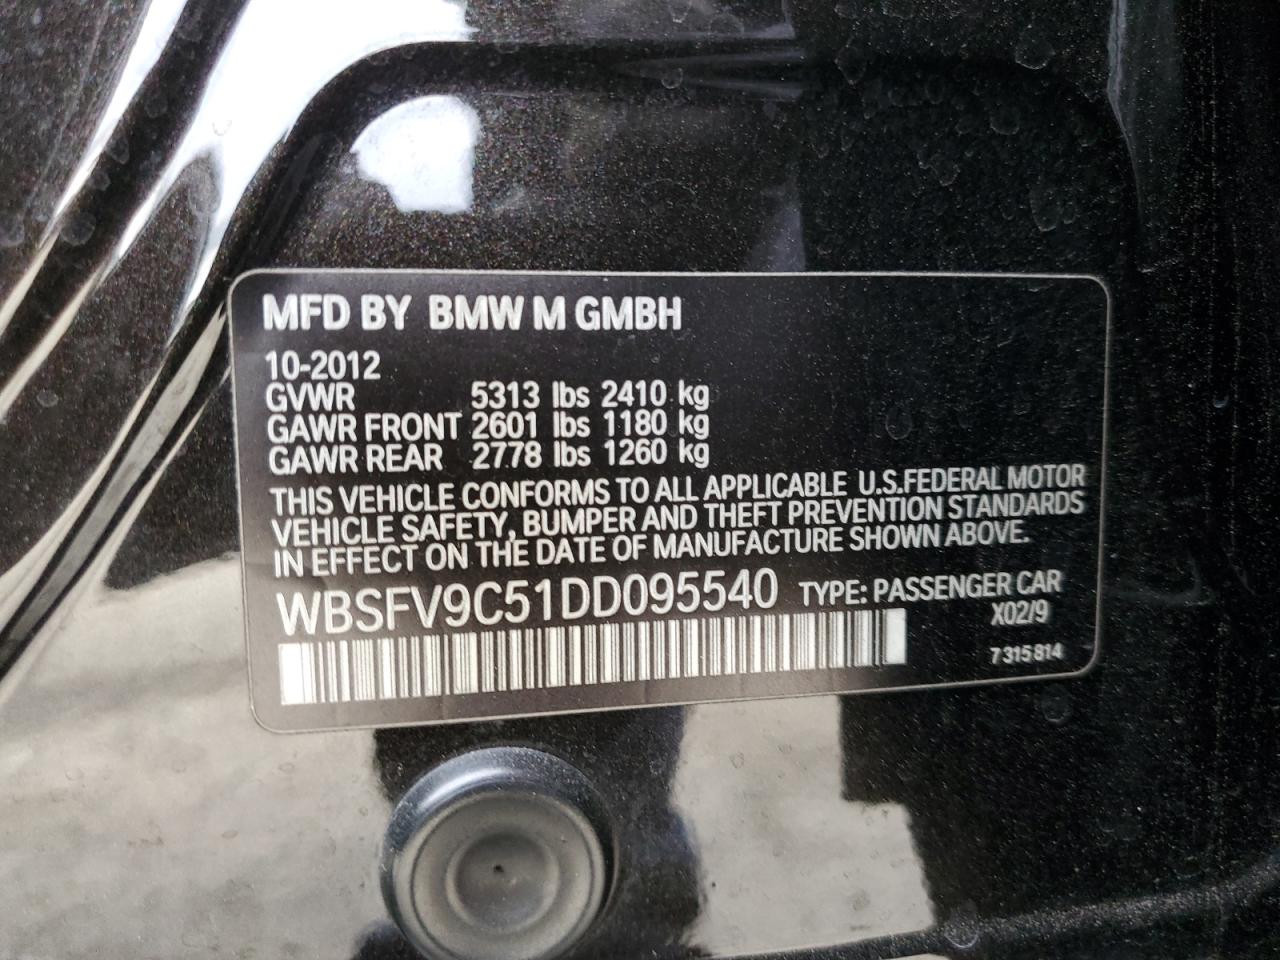 MFD BY BMW M GMBH
10-2012
GVWR 5313 lbs 2410 kg
GAWR FRONT 2601 lbs 1180 kg
GAWR REAR 2778 lbs 1260 kg
THIS VEHICLE CONFORMS TO ALL APPLICABLE U.S.FEDERAL MOTOR
VEHICLE SAFETY, BUMPER AND THEFT PREVENTION STANDARDS
IN EFFECT ON THE DATE OF MANUFACTURE SHOWN ABOVE.
WBSFV9C51DD095540 TYPE: PASSENGER CAR
X02/9
7 315 814